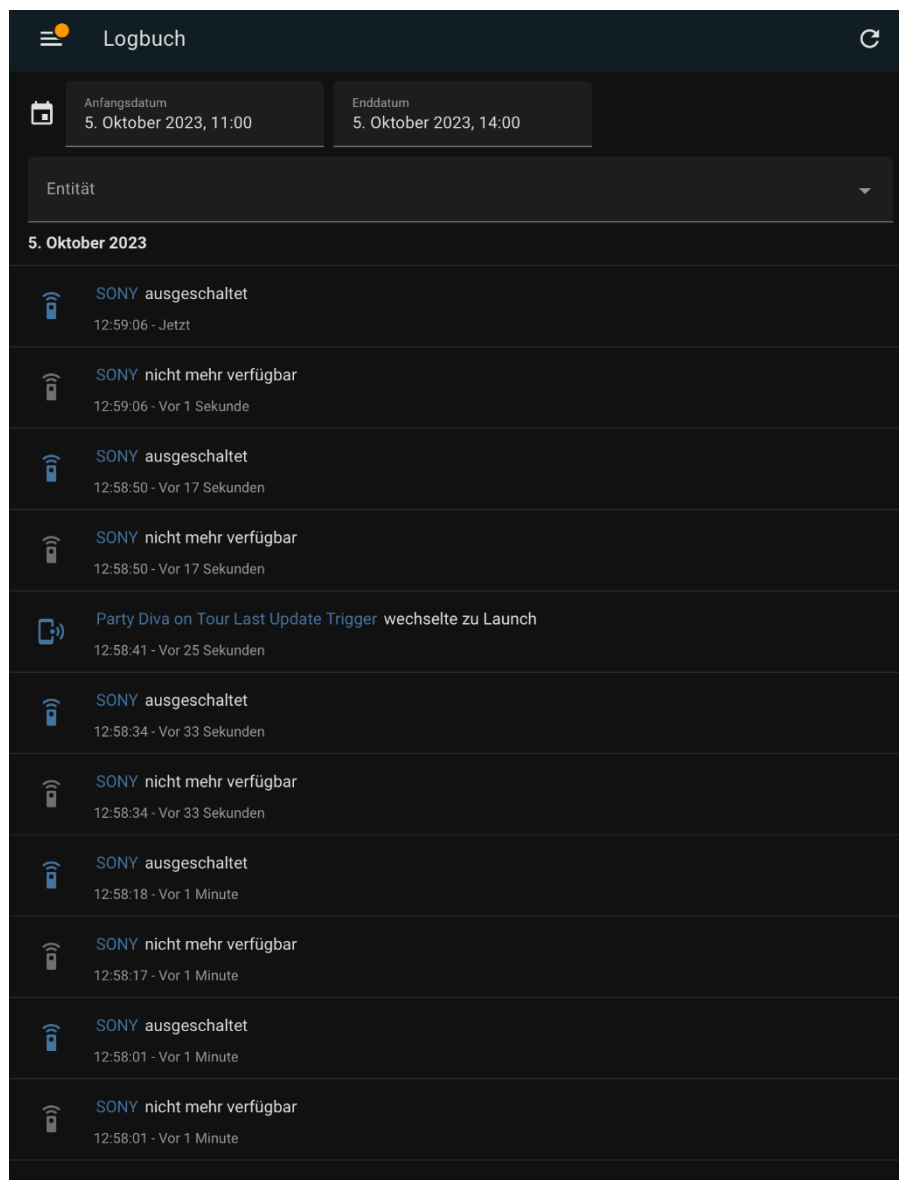 Logbuch
Anfangsdatum
5. Oktober 2023, 11:00
Enddatum
5. Oktober 2023, 14:00
Entität
5. Oktober 2023
SONY ausgeschaltet
12:59:06 - Jetzt
SONY nicht mehr verfügbar
12:59:06 - Vor 1 Sekunde
SONY ausgeschaltet
12:58:50 - Vor 17 Sekunden
SONY nicht mehr verfügbar
12:58:50 - Vor 17 Sekunden
Party Diva on Tour Last Update Trigger wechselte zu Launch
12:58:41 - Vor 25 Sekunden
SONY ausgeschaltet
12:58:34 - Vor 33 Sekunden
SONY nicht mehr verfügbar
12:58:34 - Vor 33 Sekunden
SONY ausgeschaltet
12:58:18 - Vor 1 Minute
SONY nicht mehr verfügbar
12:58:17 - Vor 1 Minute
SONY ausgeschaltet
12:58:01 - Vor 1 Minute
SONY nicht mehr verfügbar
12:58:01 - Vor 1 Minute